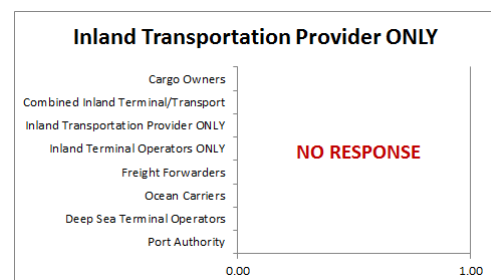 Inland Transportation Provider ONLY
Cargo Owners
Combined Inland Terminal/Transport
Inland Transportation Provider ONLY
Inland Terminal Operators ONLY
NO RESPONSE
Freight Forwarders
Ocean Carriers
Deep Sea Terminal Operators
Port Authority
0.00 1.00